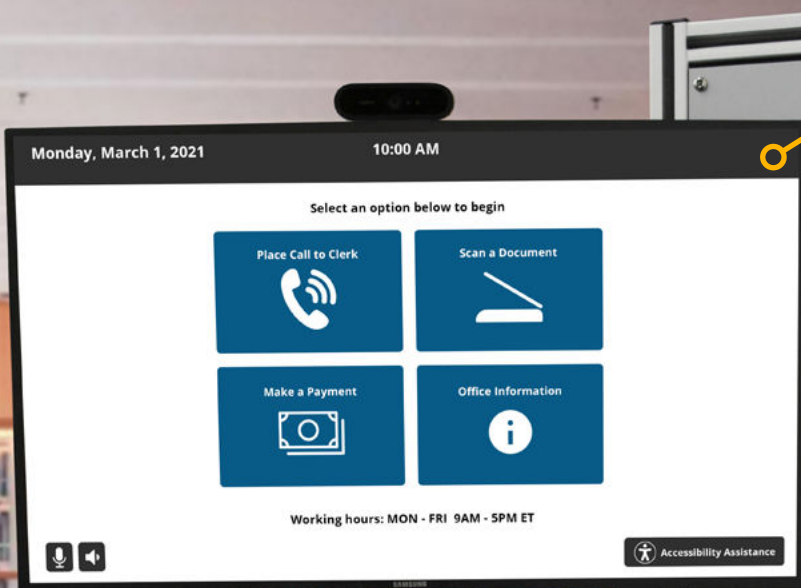 Monday, March 1, 2021
10:00 AM
Select an option below to begin
Place Call to Clerk
Scan a Document
Make a Payment
Office Information
Working hours: MON - FRI 9AM - 5PM ET
Accessibility Assistance
SAMSUNG